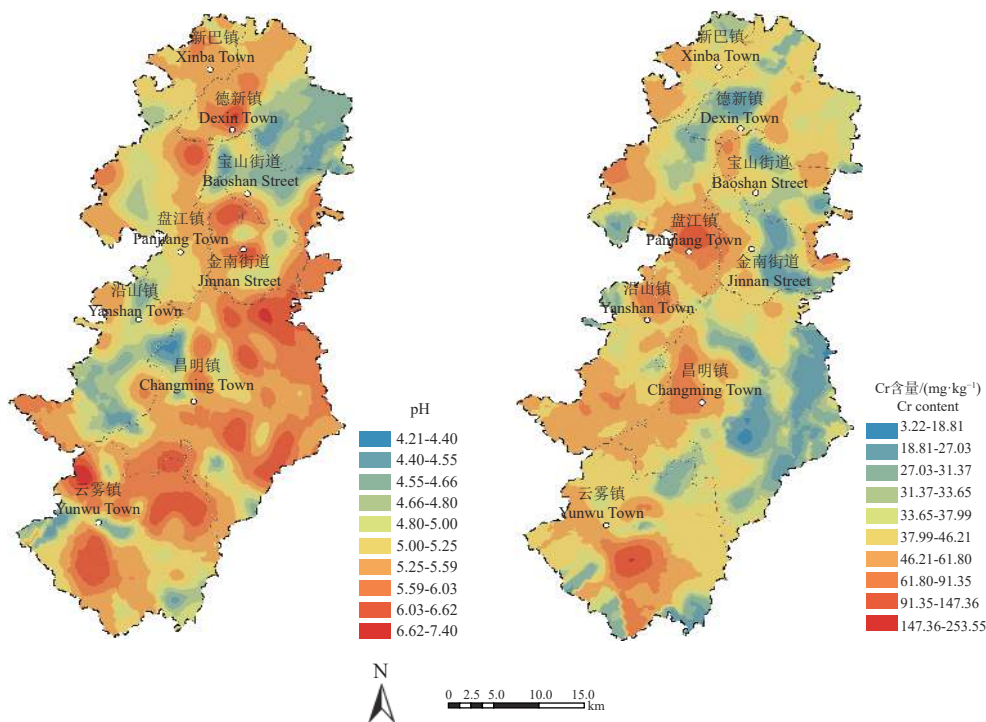 新巴镇
Xinba Town
德新镇
Dexin Town
宝山街道
Baoshan Street
盘江镇
Panjiang Town
金南街道
Jinnan Street
沿山镇
Yanshan Town
昌明镇
Changming Town
云雾镇
Yunwu Town
pH
4.21-4.40
4.40-4.55
4.55-4.66
4.66-4.80
4.80-5.00
5.00-5.25
5.25-5.59
5.59-6.03
6.03-6.62
6.62-7.40
新巴镇
Xinba Town
德新镇
Dexin Town
宝山街道
Baoshan Street
盘江镇
Panjiang Town
金南街道
Jinnan Street
沿山镇
Yanshan Town
昌明镇
Changming Town
云雾镇
Yunwu Town
Cr含量/(mg·kg⁻¹)
Cr content
3.22-18.81
18.81-27.03
27.03-31.37
31.37-33.65
33.65-37.99
37.99-46.21
46.21-61.80
61.80-91.35
91.35-147.36
147.36-253.55
N
0 2.5 5.0 10.0 15.0
km